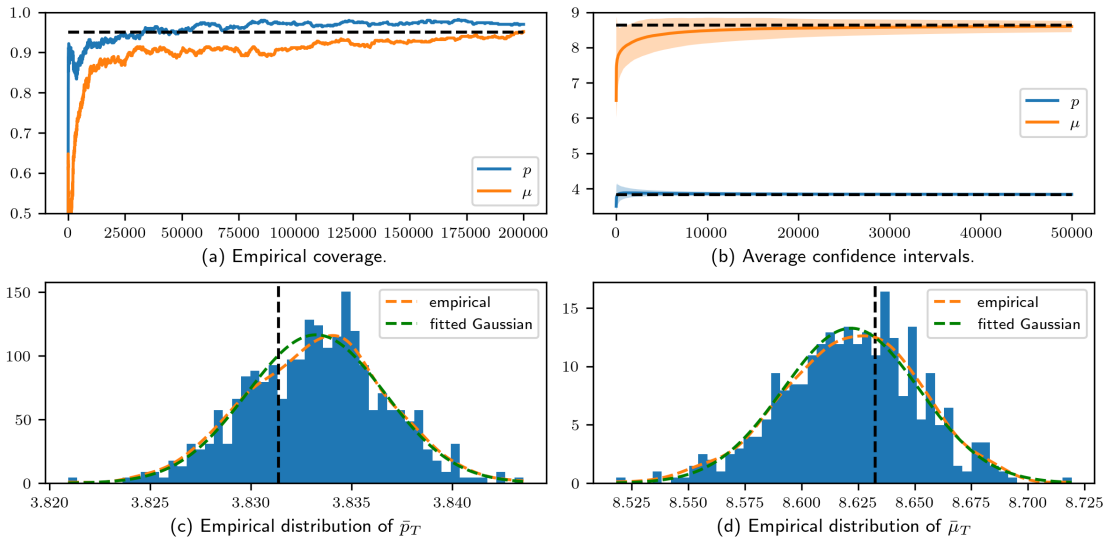 1.0
0.9
0.8
0.7
0.6
0.5
0 25000 50000 75000 100000 125000 150000 175000 200000
p
μ
(a) Empirical coverage.
9
8
7
6
5
4
0 10000 20000 30000 40000 50000
p
μ
(b) Average confidence intervals.
150
100
50
0
3.820 3.825 3.830 3.835 3.840
empirical
fitted Gaussian
(c) Empirical distribution of p̄_T
15
10
5
0
8.525 8.550 8.575 8.600 8.625 8.650 8.675 8.700 8.725
empirical
fitted Gaussian
(d) Empirical distribution of μ̄_T